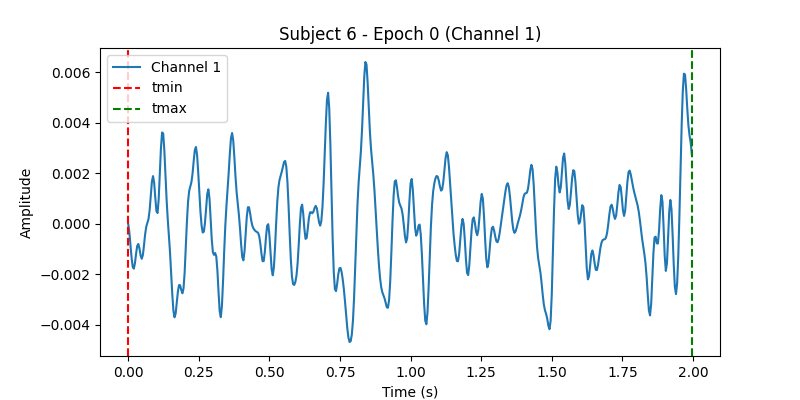 Subject 6 - Epoch 0 (Channel 1)
Channel 1
tmin
tmax
0.006
0.004
0.002
0.000
−0.002
−0.004
Amplitude
0.00 0.25 0.50 0.75 1.00 1.25 1.50 1.75 2.00
Time (s)